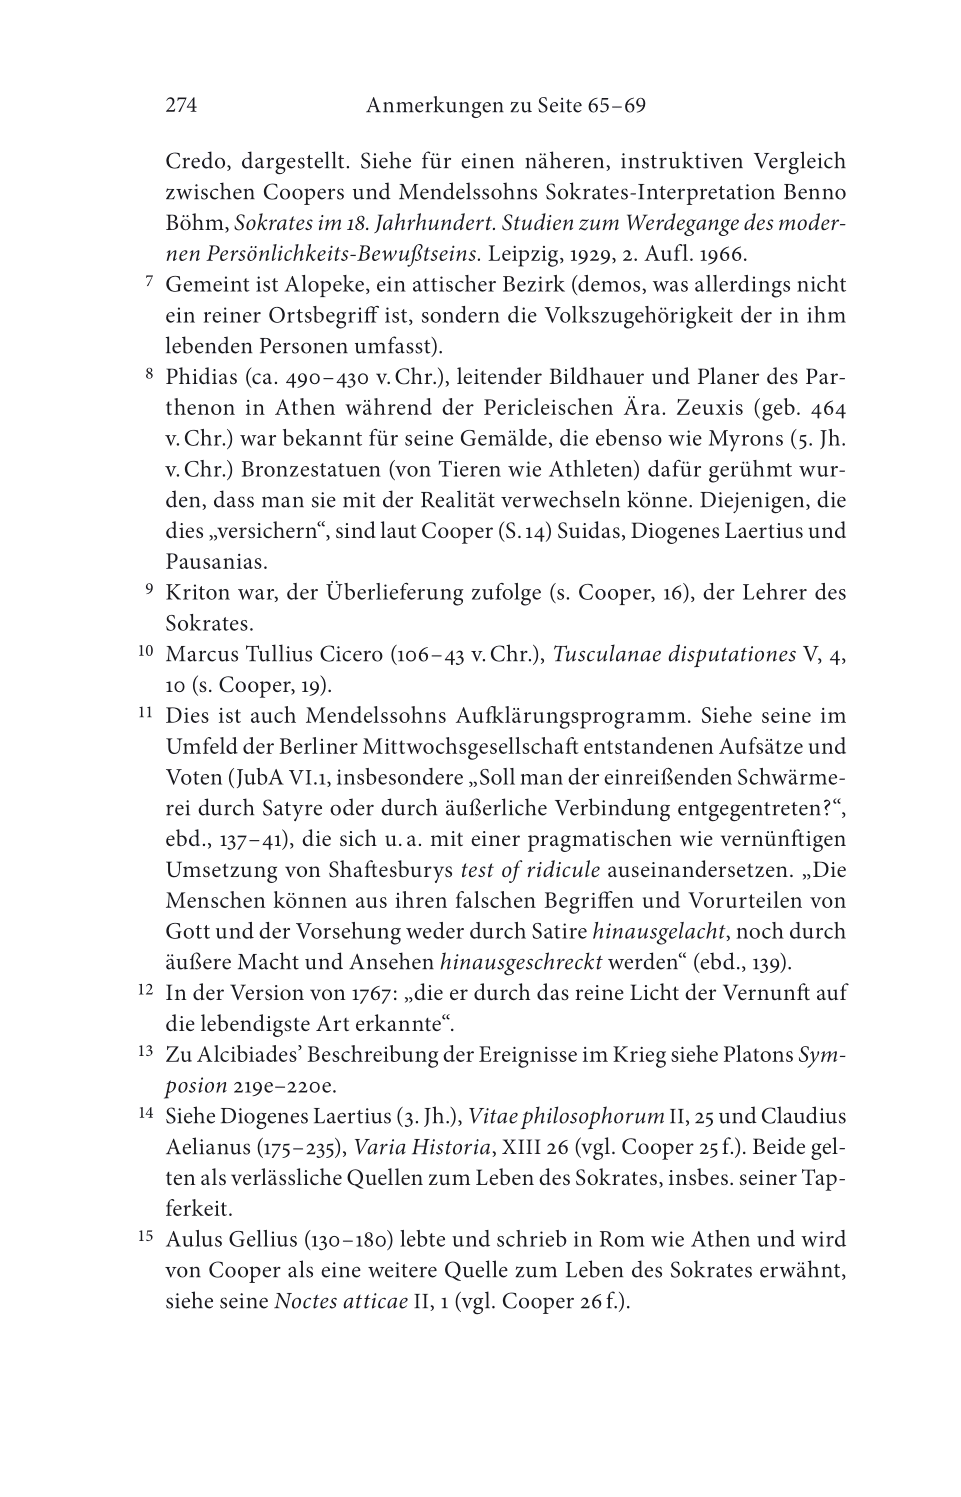 274 Anmerkungen zu Seite 65–69
Credo, dargestellt. Siehe für einen näheren, instruktiven Vergleich
zwischen Coopers und Mendelssohns Sokrates-Interpretation Benno
Böhm, Sokrates im 18. Jahrhundert. Studien zum Werdegange des moder-
nen Persönlichkeits-Bewußtseins. Leipzig, 1929, 2. Aufl. 1966.
7 Gemeint ist Alopeke, ein attischer Bezirk (demos, was allerdings nicht
ein reiner Ortsbegriff ist, sondern die Volkszugehörigkeit der in ihm
lebenden Personen umfasst).
8 Phidias (ca. 490–430 v. Chr.), leitender Bildhauer und Planer des Par-
thenon in Athen während der Pericleischen Ära. Zeuxis (geb. 464
v. Chr.) war bekannt für seine Gemälde, die ebenso wie Myrons (5. Jh.
v. Chr.) Bronzestatuen (von Tieren wie Athleten) dafür gerühmt wur-
den, dass man sie mit der Realität verwechseln könne. Diejenigen, die
dies „versichern“, sind laut Cooper (S. 14) Suidas, Diogenes Laertius und
Pausanias.
9 Kriton war, der Überlieferung zufolge (s. Cooper, 16), der Lehrer des
Sokrates.
10 Marcus Tullius Cicero (106–43 v. Chr.), Tusculanae disputationes V, 4,
10 (s. Cooper, 19).
11 Dies ist auch Mendelssohns Aufklärungsprogramm. Siehe seine im
Umfeld der Berliner Mittwochsgesellschaft entstandenen Aufsätze und
Voten (JubA VI.1, insbesondere „Soll man der einreißenden Schwärme-
rei durch Satyre oder durch äußerliche Verbindung entgegentreten?“,
ebd., 137–41), die sich u. a. mit einer pragmatischen wie vernünftigen
Umsetzung von Shaftesburys test of ridicule auseinandersetzen. „Die
Menschen können aus ihren falschen Begriffen und Vorurteilen von
Gott und der Vorsehung weder durch Satire hinausgelacht, noch durch
äußere Macht und Ansehen hinausgeschreckt werden“ (ebd., 139).
12 In der Version von 1767: „die er durch das reine Licht der Vernunft auf
die lebendigste Art erkannte“.
13 Zu Alcibiades’ Beschreibung der Ereignisse im Krieg siehe Platons Sym-
posion 219e–220e.
14 Siehe Diogenes Laertius (3. Jh.), Vitae philosophorum II, 25 und Claudius
Aelianus (175–235), Varia Historia, XIII 26 (vgl. Cooper 25 f.). Beide gel-
ten als verlässliche Quellen zum Leben des Sokrates, insbes. seiner Tap-
ferkeit.
15 Aulus Gellius (130–180) lebte und schrieb in Rom wie Athen und wird
von Cooper als eine weitere Quelle zum Leben des Sokrates erwähnt,
siehe seine Noctes atticae II, 1 (vgl. Cooper 26 f.).